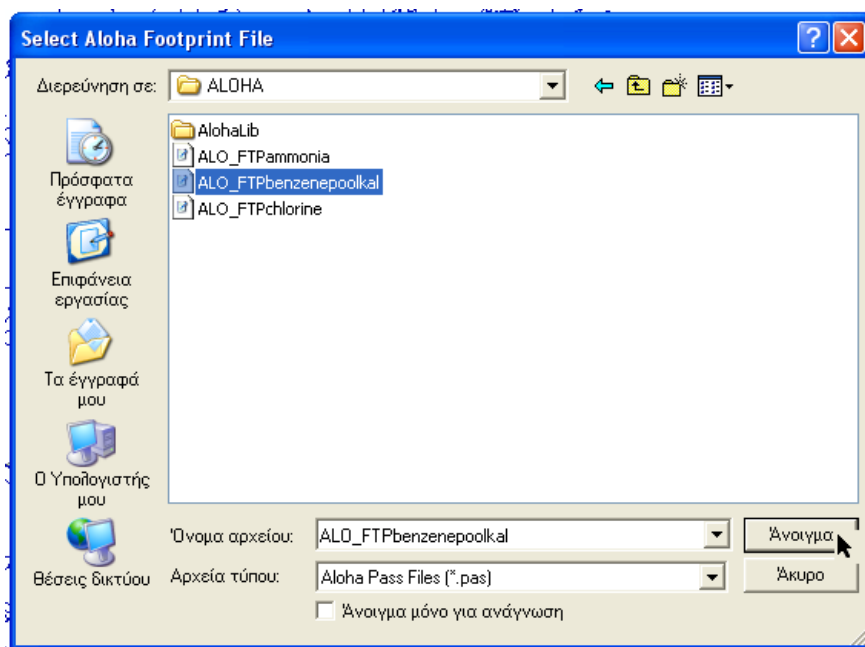 Select Aloha Footprint File
Διερεύνηση σε: ALOHA
AlohaLib
ALO_FTPammonia
ALO_FTPbenzenepoolkal
ALO_FTPchlorine
Πρόσφατα
έγγραφα
Επιφάνεια
εργασίας
Τα έγγραφά
μου
Ο Υπολογιστής
μου
Θέσεις δικτύου
Όνομα αρχείου: ALO_FTPbenzenepoolkal Άνοιγμα
Αρχεία τύπου: Aloha Pass Files (*.pas) Άκυρο
Άνοιγμα μόνο για ανάγνωση